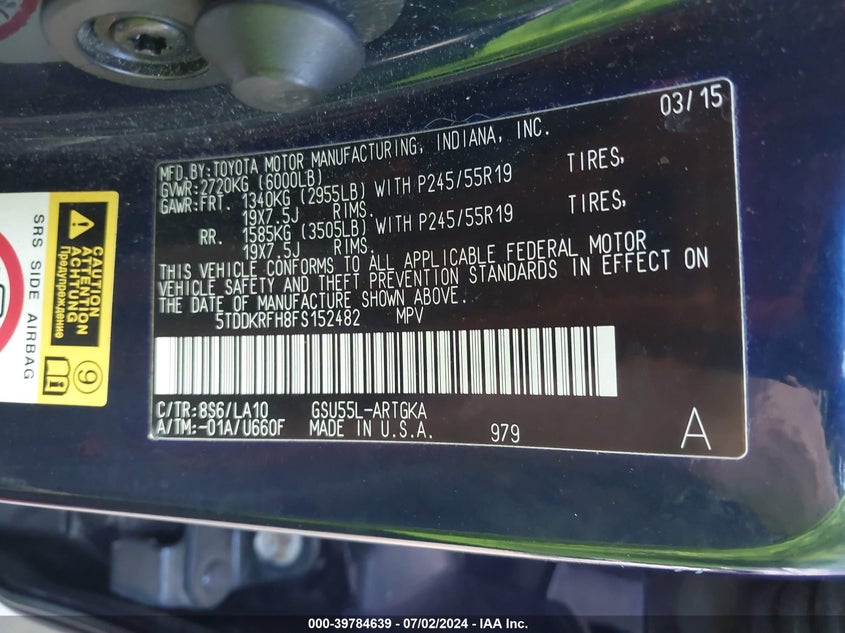 03/15
MFD.BY:TOYOTA MOTOR MANUFACTURING, INDIANA, INC.
GVWR:2720KG (6000LB)
GAWR:FRT. 1340KG (2955LB) WITH P245/55R19 TIRES,
19X7.5J RIMS.
RR. 1585KG (3505LB) WITH P245/55R19 TIRES,
19X7.5J RIMS.
THIS VEHICLE CONFORMS TO ALL APPLICABLE FEDERAL MOTOR
VEHICLE SAFETY AND THEFT PREVENTION STANDARDS IN EFFECT ON
THE DATE OF MANUFACTURE SHOWN ABOVE.
5TDDKRFH8FS152482 MPV
C/TR:8S6/LA10 GSU55L-ARTGKA
A/TM:-01A/U660F MADE IN U.S.A. 979 A
SRS SIDE AIRBAG
CAUTION
ATTENTION
ACHTUNG
Предупреждение
9
000-39784639 - 07/02/2024 - IAA Inc.